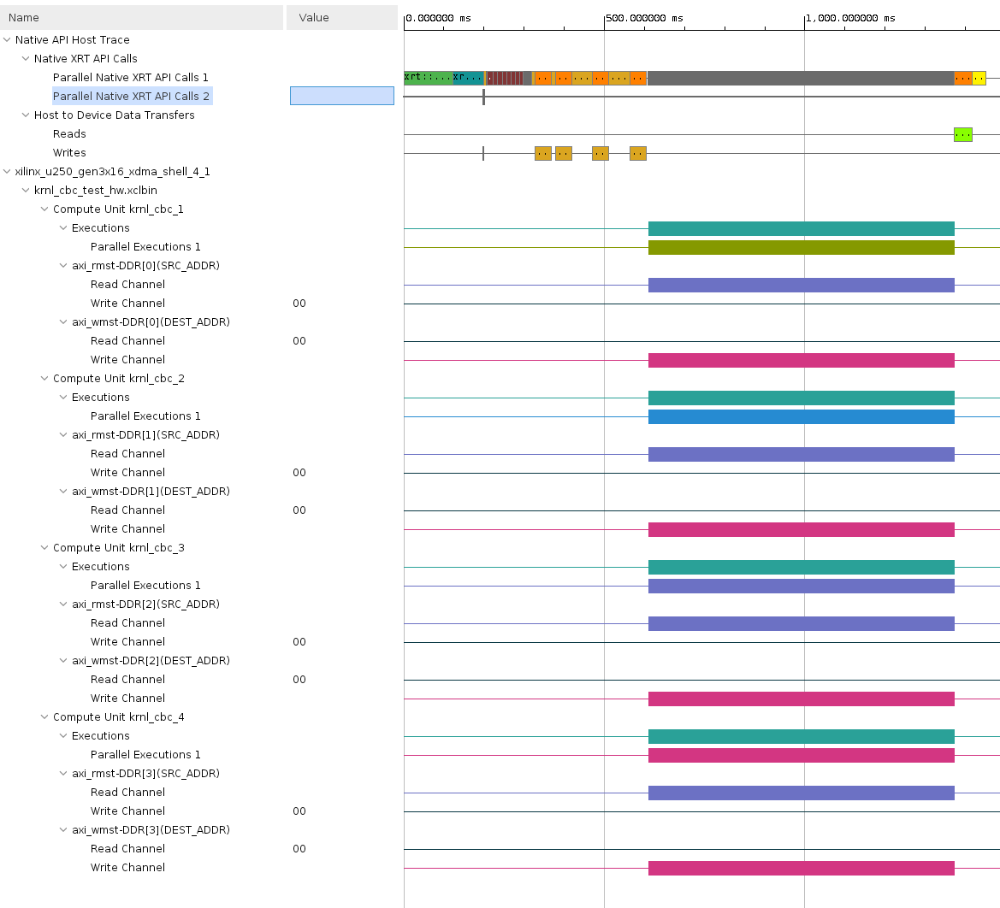 Name Value 0.000000 ms 500.000000 ms 1,000.000000 ms
Native API Host Trace
Native XRT API Calls
Parallel Native XRT API Calls 1 xrt::... xr... . .. .. .. .. ... .. ... ..
Parallel Native XRT API Calls 2
Host to Device Data Transfers
Reads ...
Writes .. .. .. ..
xilinx_u250_gen3x16_xdma_shell_4_1
krnl_cbc_test_hw.xclbin
Compute Unit krnl_cbc_1
Executions
Parallel Executions 1
axi_rmst-DDR[0](SRC_ADDR)
Read Channel
Write Channel 00
axi_wmst-DDR[0](DEST_ADDR)
Read Channel 00
Write Channel
Compute Unit krnl_cbc_2
Executions
Parallel Executions 1
axi_rmst-DDR[1](SRC_ADDR)
Read Channel
Write Channel 00
axi_wmst-DDR[1](DEST_ADDR)
Read Channel 00
Write Channel
Compute Unit krnl_cbc_3
Executions
Parallel Executions 1
axi_rmst-DDR[2](SRC_ADDR)
Read Channel
Write Channel 00
axi_wmst-DDR[2](DEST_ADDR)
Read Channel 00
Write Channel
Compute Unit krnl_cbc_4
Executions
Parallel Executions 1
axi_rmst-DDR[3](SRC_ADDR)
Read Channel
Write Channel 00
axi_wmst-DDR[3](DEST_ADDR)
Read Channel 00
Write Channel